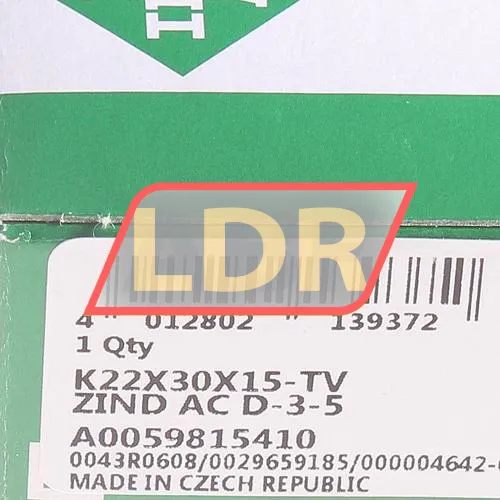 LDR
4 012802 139372
1 Qty
K22X30X15-TV
ZIND AC D-3-5
A0059815410
0043R0608/0029659185/000004642-
MADE IN CZECH REPUBLIC